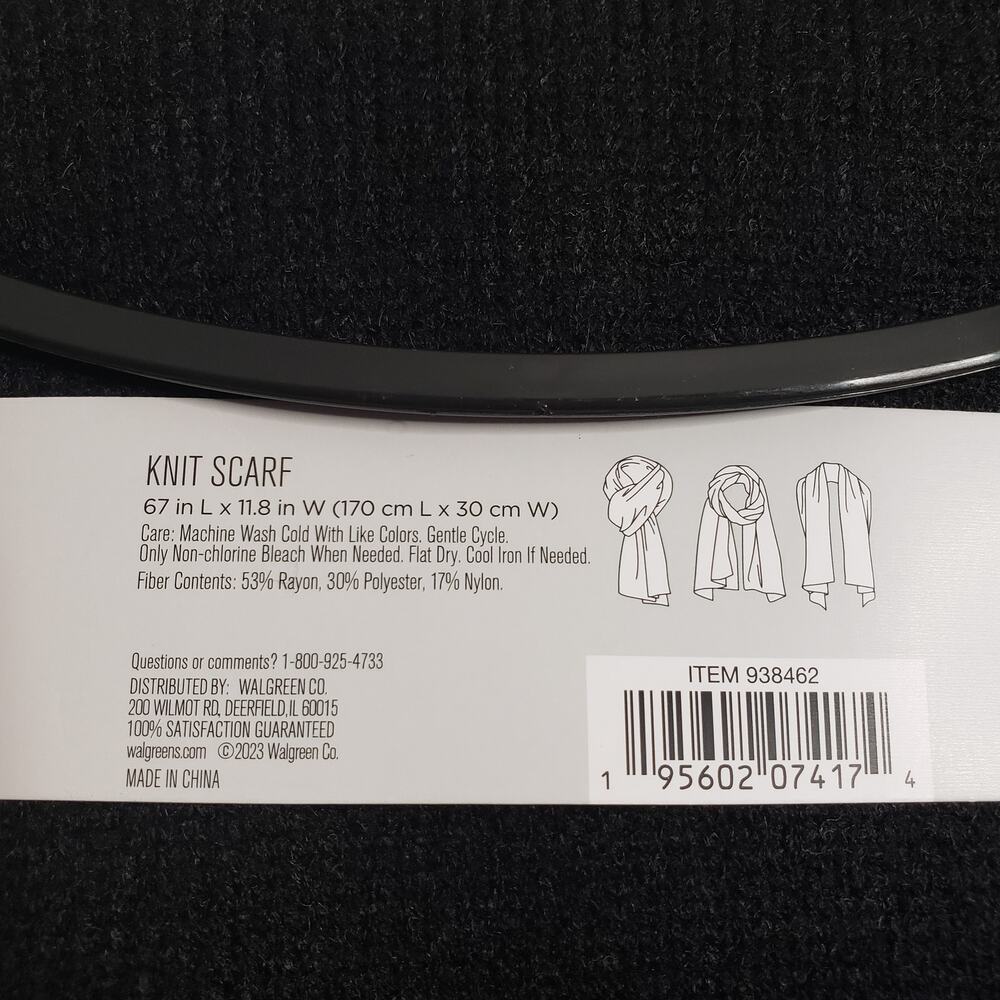 KNIT SCARF
67 in L x 11.8 in W (170 cm L x 30 cm W)
Care: Machine Wash Cold With Like Colors. Gentle Cycle.
Only Non-chlorine Bleach When Needed. Flat Dry. Cool Iron If Needed.
Fiber Contents: 53% Rayon, 30% Polyester, 17% Nylon.
Questions or comments? 1-800-925-4733
DISTRIBUTED BY: WALGREEN CO.
200 WILMOT RD, DEERFIELD,IL 60015
100% SATISFACTION GUARANTEED
walgreens.com ©2023 Walgreen Co.
MADE IN CHINA
ITEM 938462
1 95602 07417 4